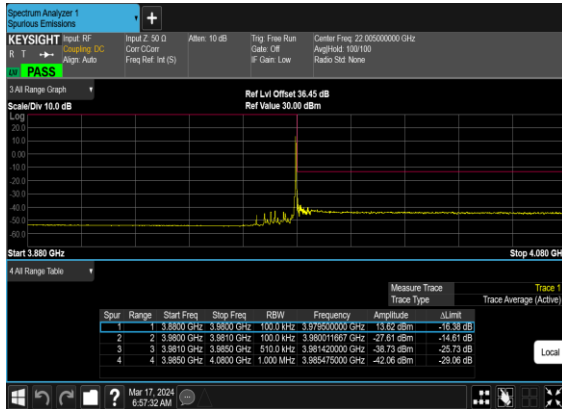 Spectrum Analyzer 1
Spurious Emissions
KEYSIGHT Input: RF
R T Coupling: DC
Align: Auto
Input Z: 50 Ω
Corr CCorr
Freq Ref: Int (S)
Atten: 10 dB
Trig: Free Run
Gate: Off
IF Gain: Low
Center Freq: 22.005000000 GHz
Avg|Hold: 100/100
Radio Std: None
PASS
3 All Range Graph
Ref Lvl Offset 36.45 dB
Scale/Div 10.0 dB Ref Value 30.00 dBm
Log
20.0
10.0
0.00
-10.0
-20.0
-30.0
-40.0
-50.0
-60.0
Start 3.880 GHz Stop 4.080 GH
4 All Range Table
Measure Trace Trace 1
Trace Type Trace Average (Active)
Spur Range Start Freq Stop Freq RBW Frequency Amplitude ΔLimit
1 1 3.8800 GHz 3.9800 GHz 100.0 kHz 3.979500000 GHz 13.62 dBm -16.38 dB
2 2 3.9800 GHz 3.9810 GHz 100.0 kHz 3.980011667 GHz -27.61 dBm -14.61 dB
3 3 3.9810 GHz 3.9850 GHz 510.0 kHz 3.981420000 GHz -38.73 dBm -25.73 dB
4 4 3.9850 GHz 4.0800 GHz 1.000 MHz 3.985475000 GHz -42.06 dBm -29.06 dB
Local
Mar 17, 2024
6:57:32 AM